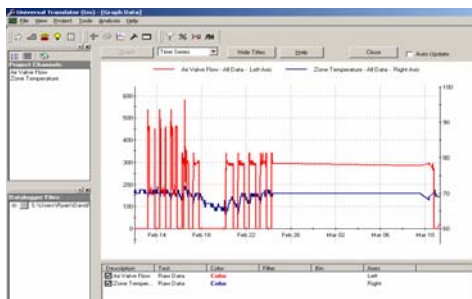 Universal Translator (Inc) - [Graph Data]
File View Project Tools Analysis Help
Time Series
Hide Titles
Help
Close
Auto Update
Project Channels
Air Valve Flow
Zone Temperature
Air Valve Flow - All Data - Left Axis
Zone Temperature - All Data - Right Axis
600
500
400
300
200
100
0
100
90
80
70
60
Feb 14
Feb 18
Feb 22
Feb 26
Mar 02
Mar 06
Mar 10
Datalogger Files
Description Text Color Filter Bin Axis
Air Valve Flow Raw Data Color Left
Zone Temper... Raw Data Color Right